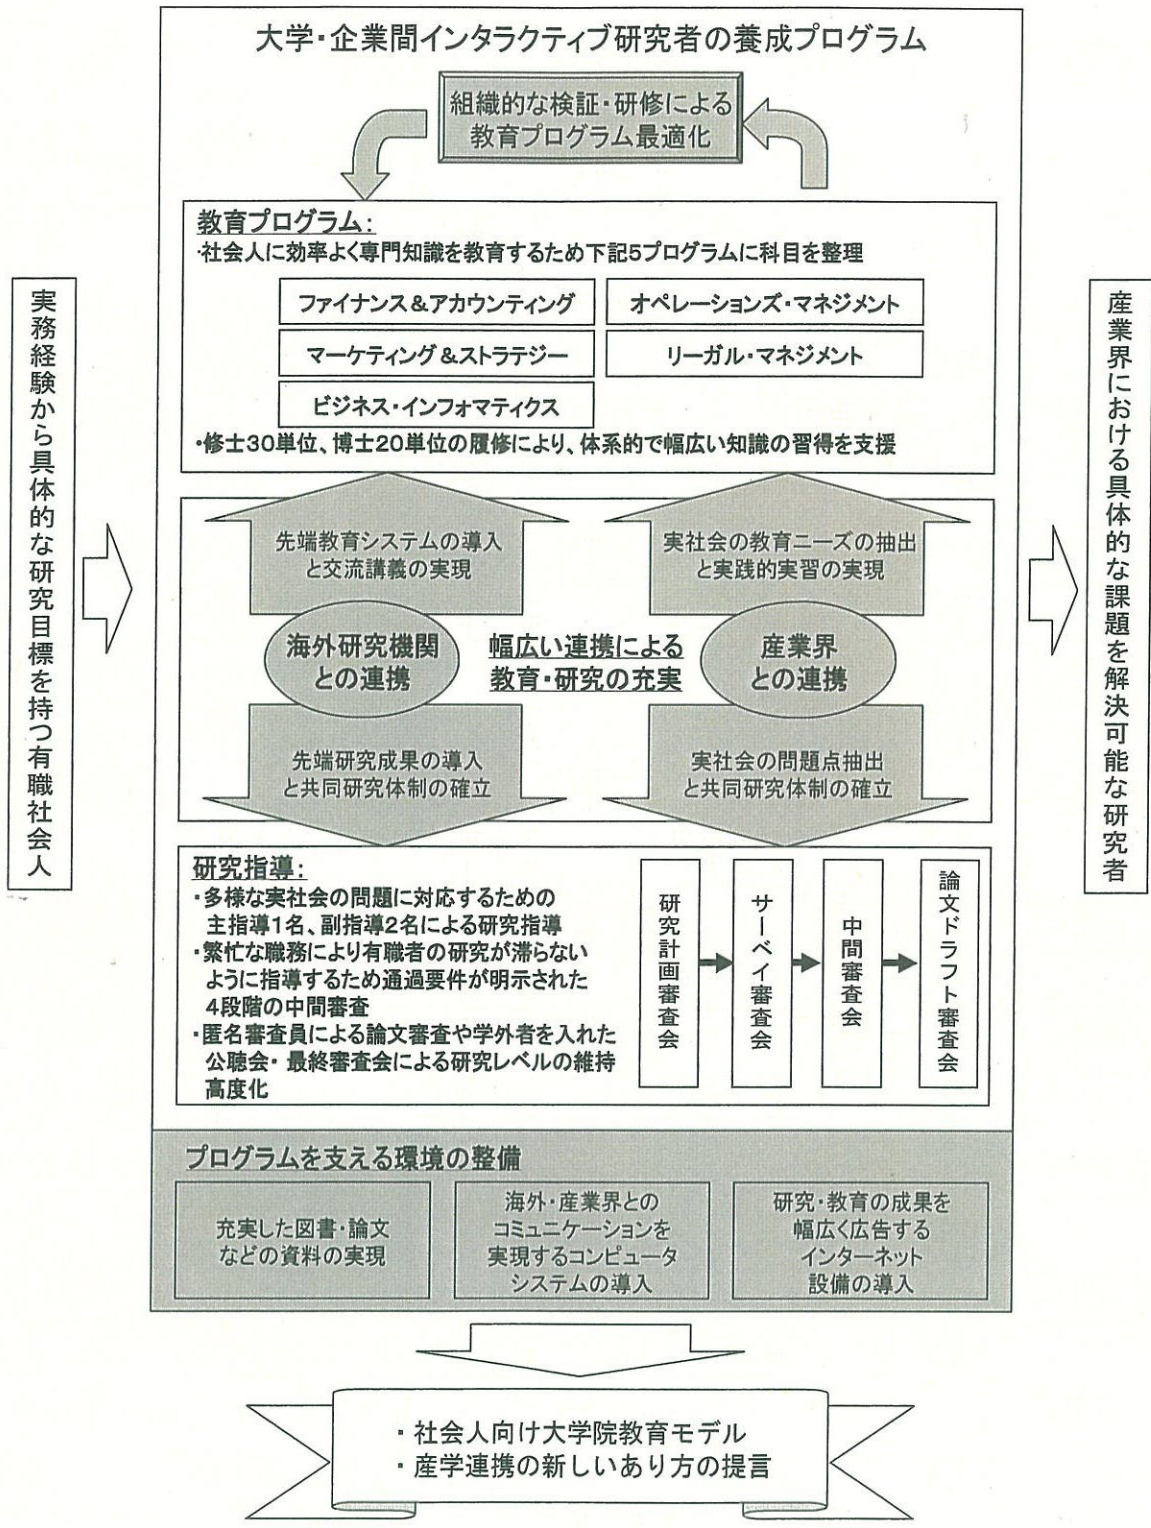 大学・企業間インタラクティブ研究者の養成プログラム
組織的な検証・研修による
教育プログラム最適化
教育プログラム:
・社会人に効率よく専門知識を教育するため下記5プログラムに科目を整理
ファイナンス&アカウンティング
オペレーションズ・マネジメント
マーケティング&ストラテジー
リーガル・マネジメント
ビジネス・インフォマティクス
・修士30単位、博士20単位の履修により、体系的で幅広い知識の習得を支援
実務経験から具体的な研究目標を持つ有職社会人
先端教育システムの導入
と交流講義の実現
実社会の教育ニーズの抽出
と実践的実習の実現
海外研究機関
との連携
幅広い連携による
教育・研究の充実
産業界
との連携
先端研究成果の導入
と共同研究体制の確立
実社会の問題点抽出
と共同研究体制の確立
産業界における具体的な課題を解決可能な研究者
研究指導:
・多様な実社会の問題に対応するための
主指導1名、副指導2名による研究指導
・繁忙な職務により有職者の研究が滞らない
ように指導するため通過要件が明示された
4段階の中間審査
・匿名審査員による論文審査や学外者を入れた
公聴会・最終審査会による研究レベルの維持
高度化
研究計画審査会
サーベイ審査会
中間審査会
論文ドラフト審査会
プログラムを支える環境の整備
充実した図書・論文
などの資料の実現
海外・産業界との
コミュニケーションを
実現するコンピュータ
システムの導入
研究・教育の成果を
幅広く広告する
インターネット
設備の導入
・社会人向け大学院教育モデル
・産学連携の新しいあり方の提言